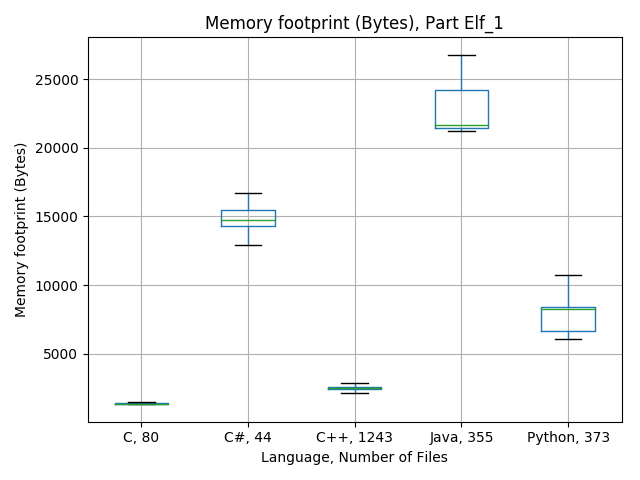 Memory footprint (Bytes), Part Elf_1
Memory footprint (Bytes)
25000
20000
15000
10000
5000
C, 80
C#, 44
C++, 1243
Java, 355
Python, 373
Language, Number of Files